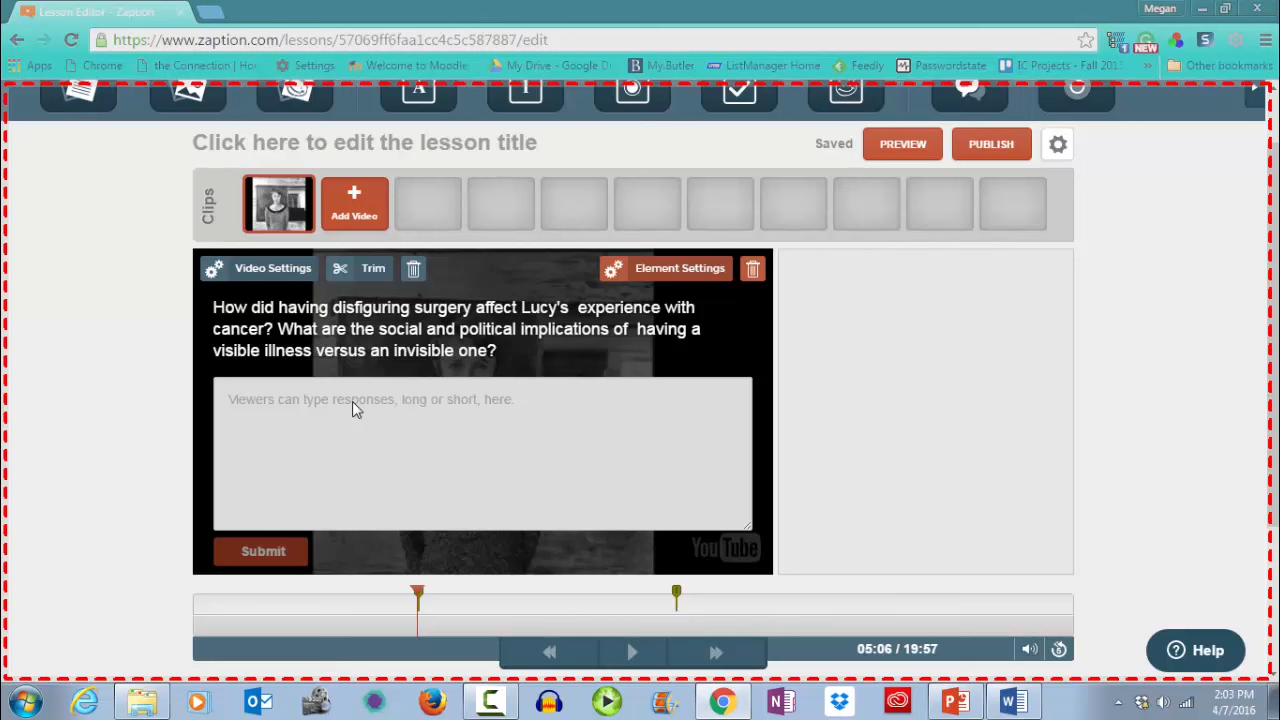 Lesson Editor - Zaption
Megan
https://www.zaption.com/lessons/57069ff6faa1cc4c5c587887/edit
1
NEW
Apps
Chrome
the Connection | Ho
Settings
Welcome to Moodle
My Drive - Google D
My.Butler
ListManager Home
Feedly
Passwordstate
IC Projects - Fall 201
»
Other bookmarks
A
I
Click here to edit the lesson title
Saved
PREVIEW
PUBLISH
Clips
Add Video
Video Settings
Trim
Element Settings
How did having disfiguring surgery affect Lucy's experience with
cancer? What are the social and political implications of having a
visible illness versus an invisible one?
Viewers can type responses, long or short, here.
Submit
YouTube
05:06 / 19:57
Help
2:03 PM
4/7/2016